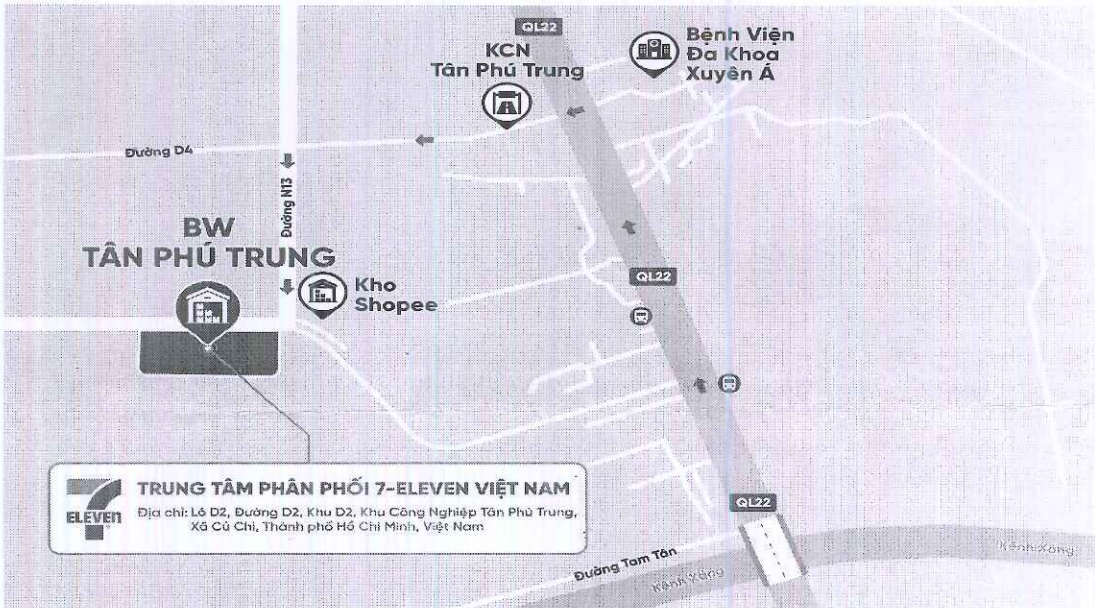 QL22
KCN
Tân Phú Trung
Bệnh Viện
Đa Khoa
Xuyên Á
Đường D4
Đường N13
BW
TÂN PHÚ TRUNG
Kho
Shopee
QL22
7
ELEVEN
TRUNG TÂM PHÂN PHỐI 7-ELEVEN VIỆT NAM
Địa chỉ: Lô D2, Đường D2, Khu D2, Khu Công Nghiệp Tân Phú Trung,
Xã Củ Chi, Thành phố Hồ Chí Minh, Việt Nam
QL22
Đường Tam Tân
Kênh Xáng
Kênh Xáng